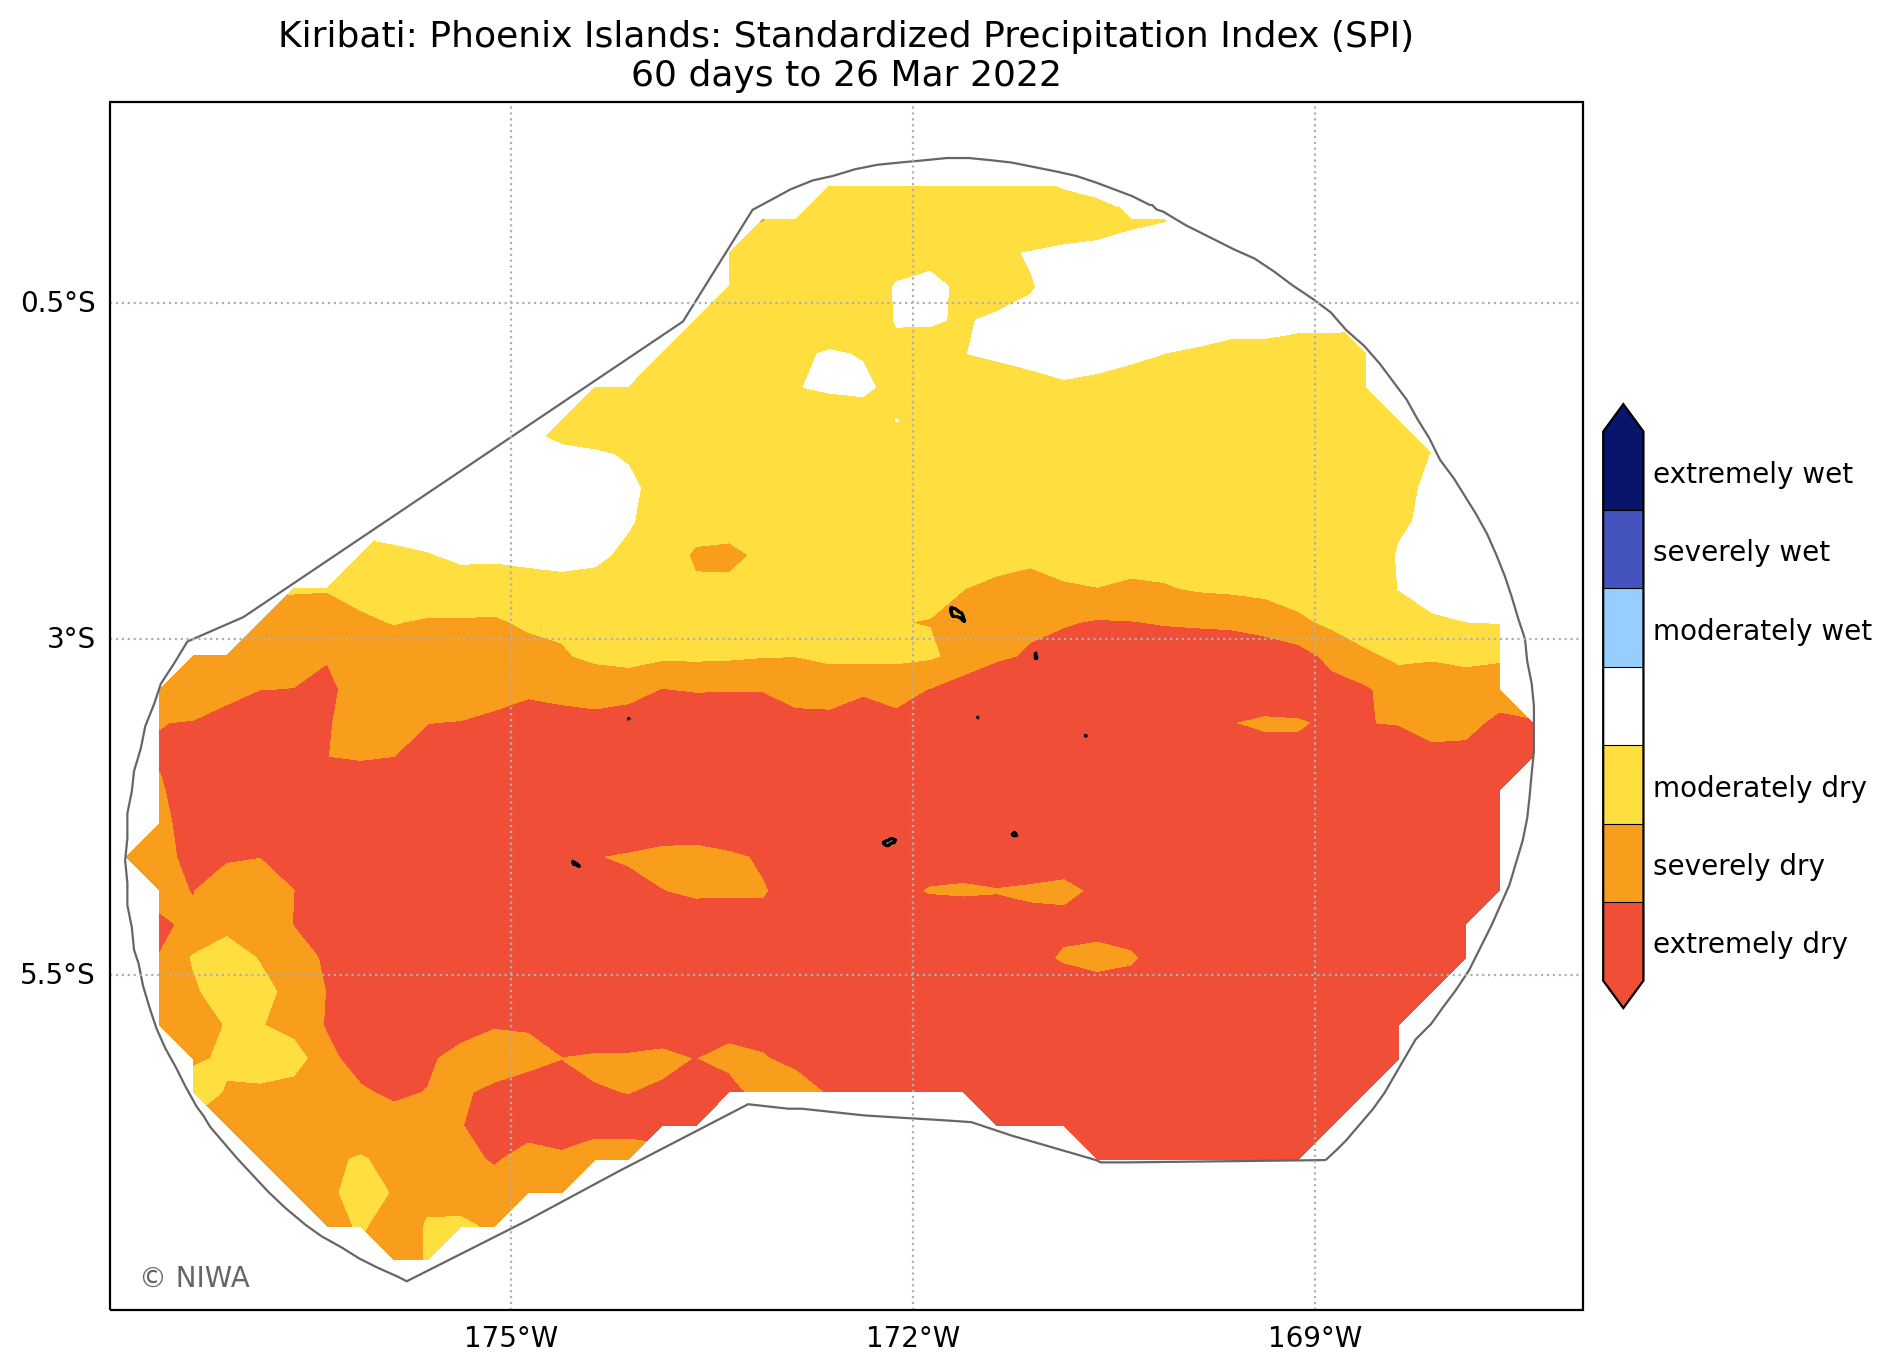 Kiribati: Phoenix Islands: Standardized Precipitation Index (SPI)
60 days to 26 Mar 2022
0.5°S
3°S
5.5°S
175°W
172°W
169°W
extremely wet
severely wet
moderately wet
moderately dry
severely dry
extremely dry
© NIWA